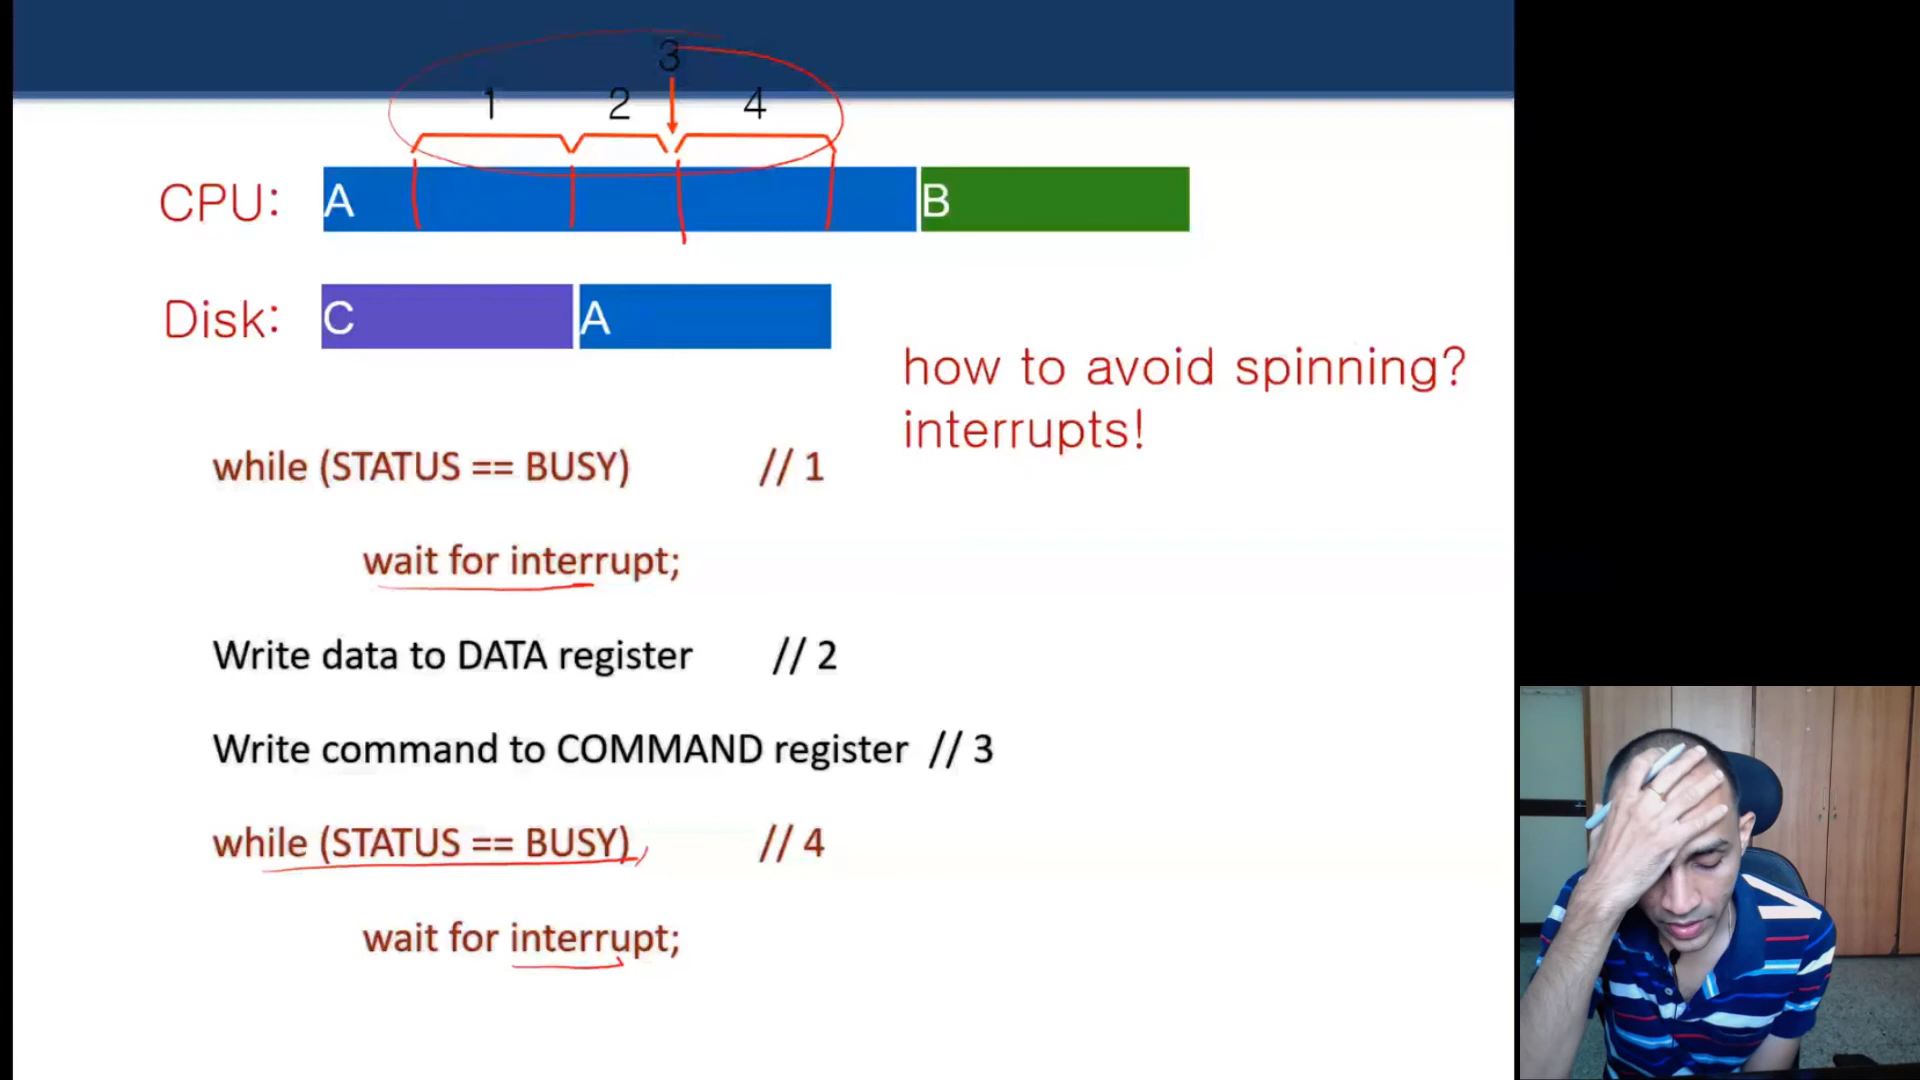 3
1 2 4
CPU: A B
Disk: C A
how to avoid spinning?
interrupts!
while (STATUS == BUSY) // 1
wait for interrupt;
Write data to DATA register // 2
Write command to COMMAND register // 3
while (STATUS == BUSY) // 4
wait for interrupt;